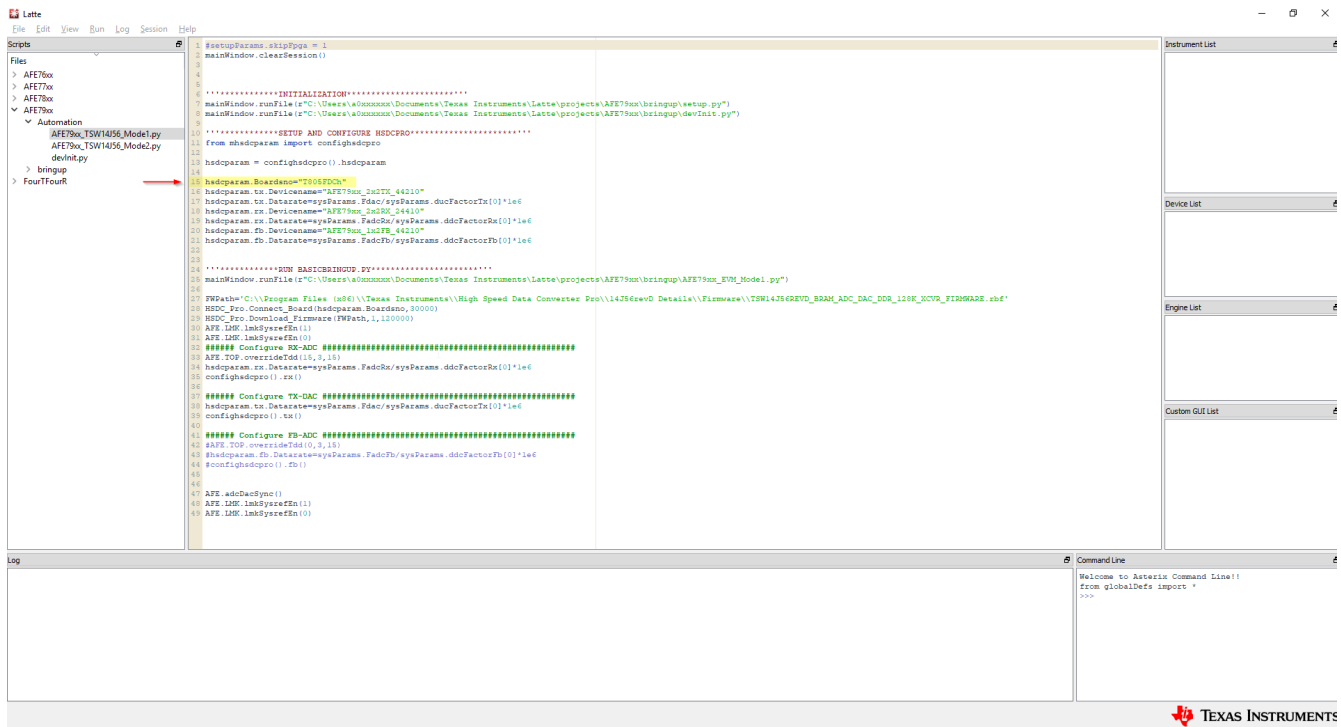 Latte
File Edit View Run Log Session Help
Scripts
Files
AFE76xx
AFE77xx
AFE78xx
AFE79xx
Automation
AFE79xx_TSW14J56_Mode1.py
AFE79xx_TSW14J56_Mode2.py
devInit.py
bringup
FourTFourR
1 #setupParams.skipFpga = 1
2 mainWindow.clearSession()
3
4
5
6 '''************INITIALIZATION**********************'''
7 mainWindow.runFile(r"C:\Users\a0xxxxxx\Documents\Texas Instruments\Latte\projects\AFE79xx\bringup\setup.py")
8 mainWindow.runFile(r"C:\Users\a0xxxxxx\Documents\Texas Instruments\Latte\projects\AFE79xx\bringup\devInit.py")
9
10 '''************SETUP AND CONFIGURE HSDCPRO**********************'''
11 from mhsdcparam import confighsdcpro
12
13 hsdcparam = confighsdcpro().hsdcparam
14
15 hsdcparam.Boardsno="T805FDCh"
16 hsdcparam.tx.Devicename="AFE79xx_2x2TX_44210"
17 hsdcparam.tx.Datarate=sysParams.Fdac/sysParams.ducFactorTx[0]*1e6
18 hsdcparam.rx.Devicename="AFE79xx_2x2RX_24410"
19 hsdcparam.rx.Datarate=sysParams.FadcRx/sysParams.ddcFactorRx[0]*1e6
20 hsdcparam.fb.Devicename="AFE79xx_1x2FB_44210"
21 hsdcparam.fb.Datarate=sysParams.FadcFb/sysParams.ddcFactorFb[0]*1e6
22
23
24 '''************RUN BASICBRINGUP.PY**********************'''
25 mainWindow.runFile(r"C:\Users\a0xxxxxx\Documents\Texas Instruments\Latte\projects\AFE79xx\bringup\AFE79xx_EVM_Mode1.py")
26
27 FWPath='C:\\Program Files (x86)\\Texas Instruments\\High Speed Data Converter Pro\\14J56revD Details\\Firmware\\TSW14J56REVD_BRAM_ADC_DAC_DDR_128K_XCVR_FIRMWARE.rbf'
28 HSDC_Pro.Connect_Board(hsdcparam.Boardsno,30000)
29 HSDC_Pro.Download_Firmware(FWPath,1,120000)
30 AFE.LMK.lmkSysrefEn(1)
31 AFE.LMK.lmkSysrefEn(0)
32 ###### Configure RX-ADC ####################################################
33 AFE.TOP.overrideTdd(15,3,15)
34 hsdcparam.rx.Datarate=sysParams.FadcRx/sysParams.ddcFactorRx[0]*1e6
35 confighsdcpro().rx()
36
37 ###### Configure TX-DAC ####################################################
38 hsdcparam.tx.Datarate=sysParams.Fdac/sysParams.ducFactorTx[0]*1e6
39 confighsdcpro().tx()
40
41 ###### Configure FB-ADC ####################################################
42 #AFE.TOP.overrideTdd(0,3,15)
43 #hsdcparam.fb.Datarate=sysParams.FadcFb/sysParams.ddcFactorFb[0]*1e6
44 #confighsdcpro().fb()
45
46
47 AFE.adcDacSync()
48 AFE.LMK.lmkSysrefEn(1)
49 AFE.LMK.lmkSysrefEn(0)
Instrument List
Device List
Engine List
Custom GUI List
Log
Command Line
Welcome to Asterix Command Line!!
from globalDefs import *
>>>
TEXAS INSTRUMENTS